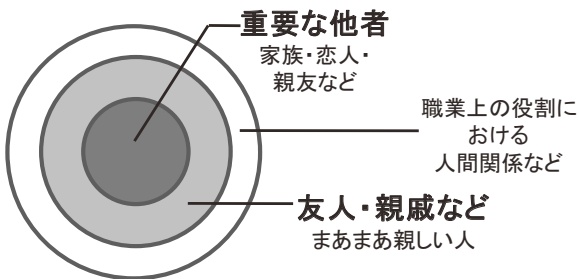 重要な他者
家族・恋人・
親友など
職業上の役割に
おける
人間関係など
友人・親戚など
まあまあ親しい人